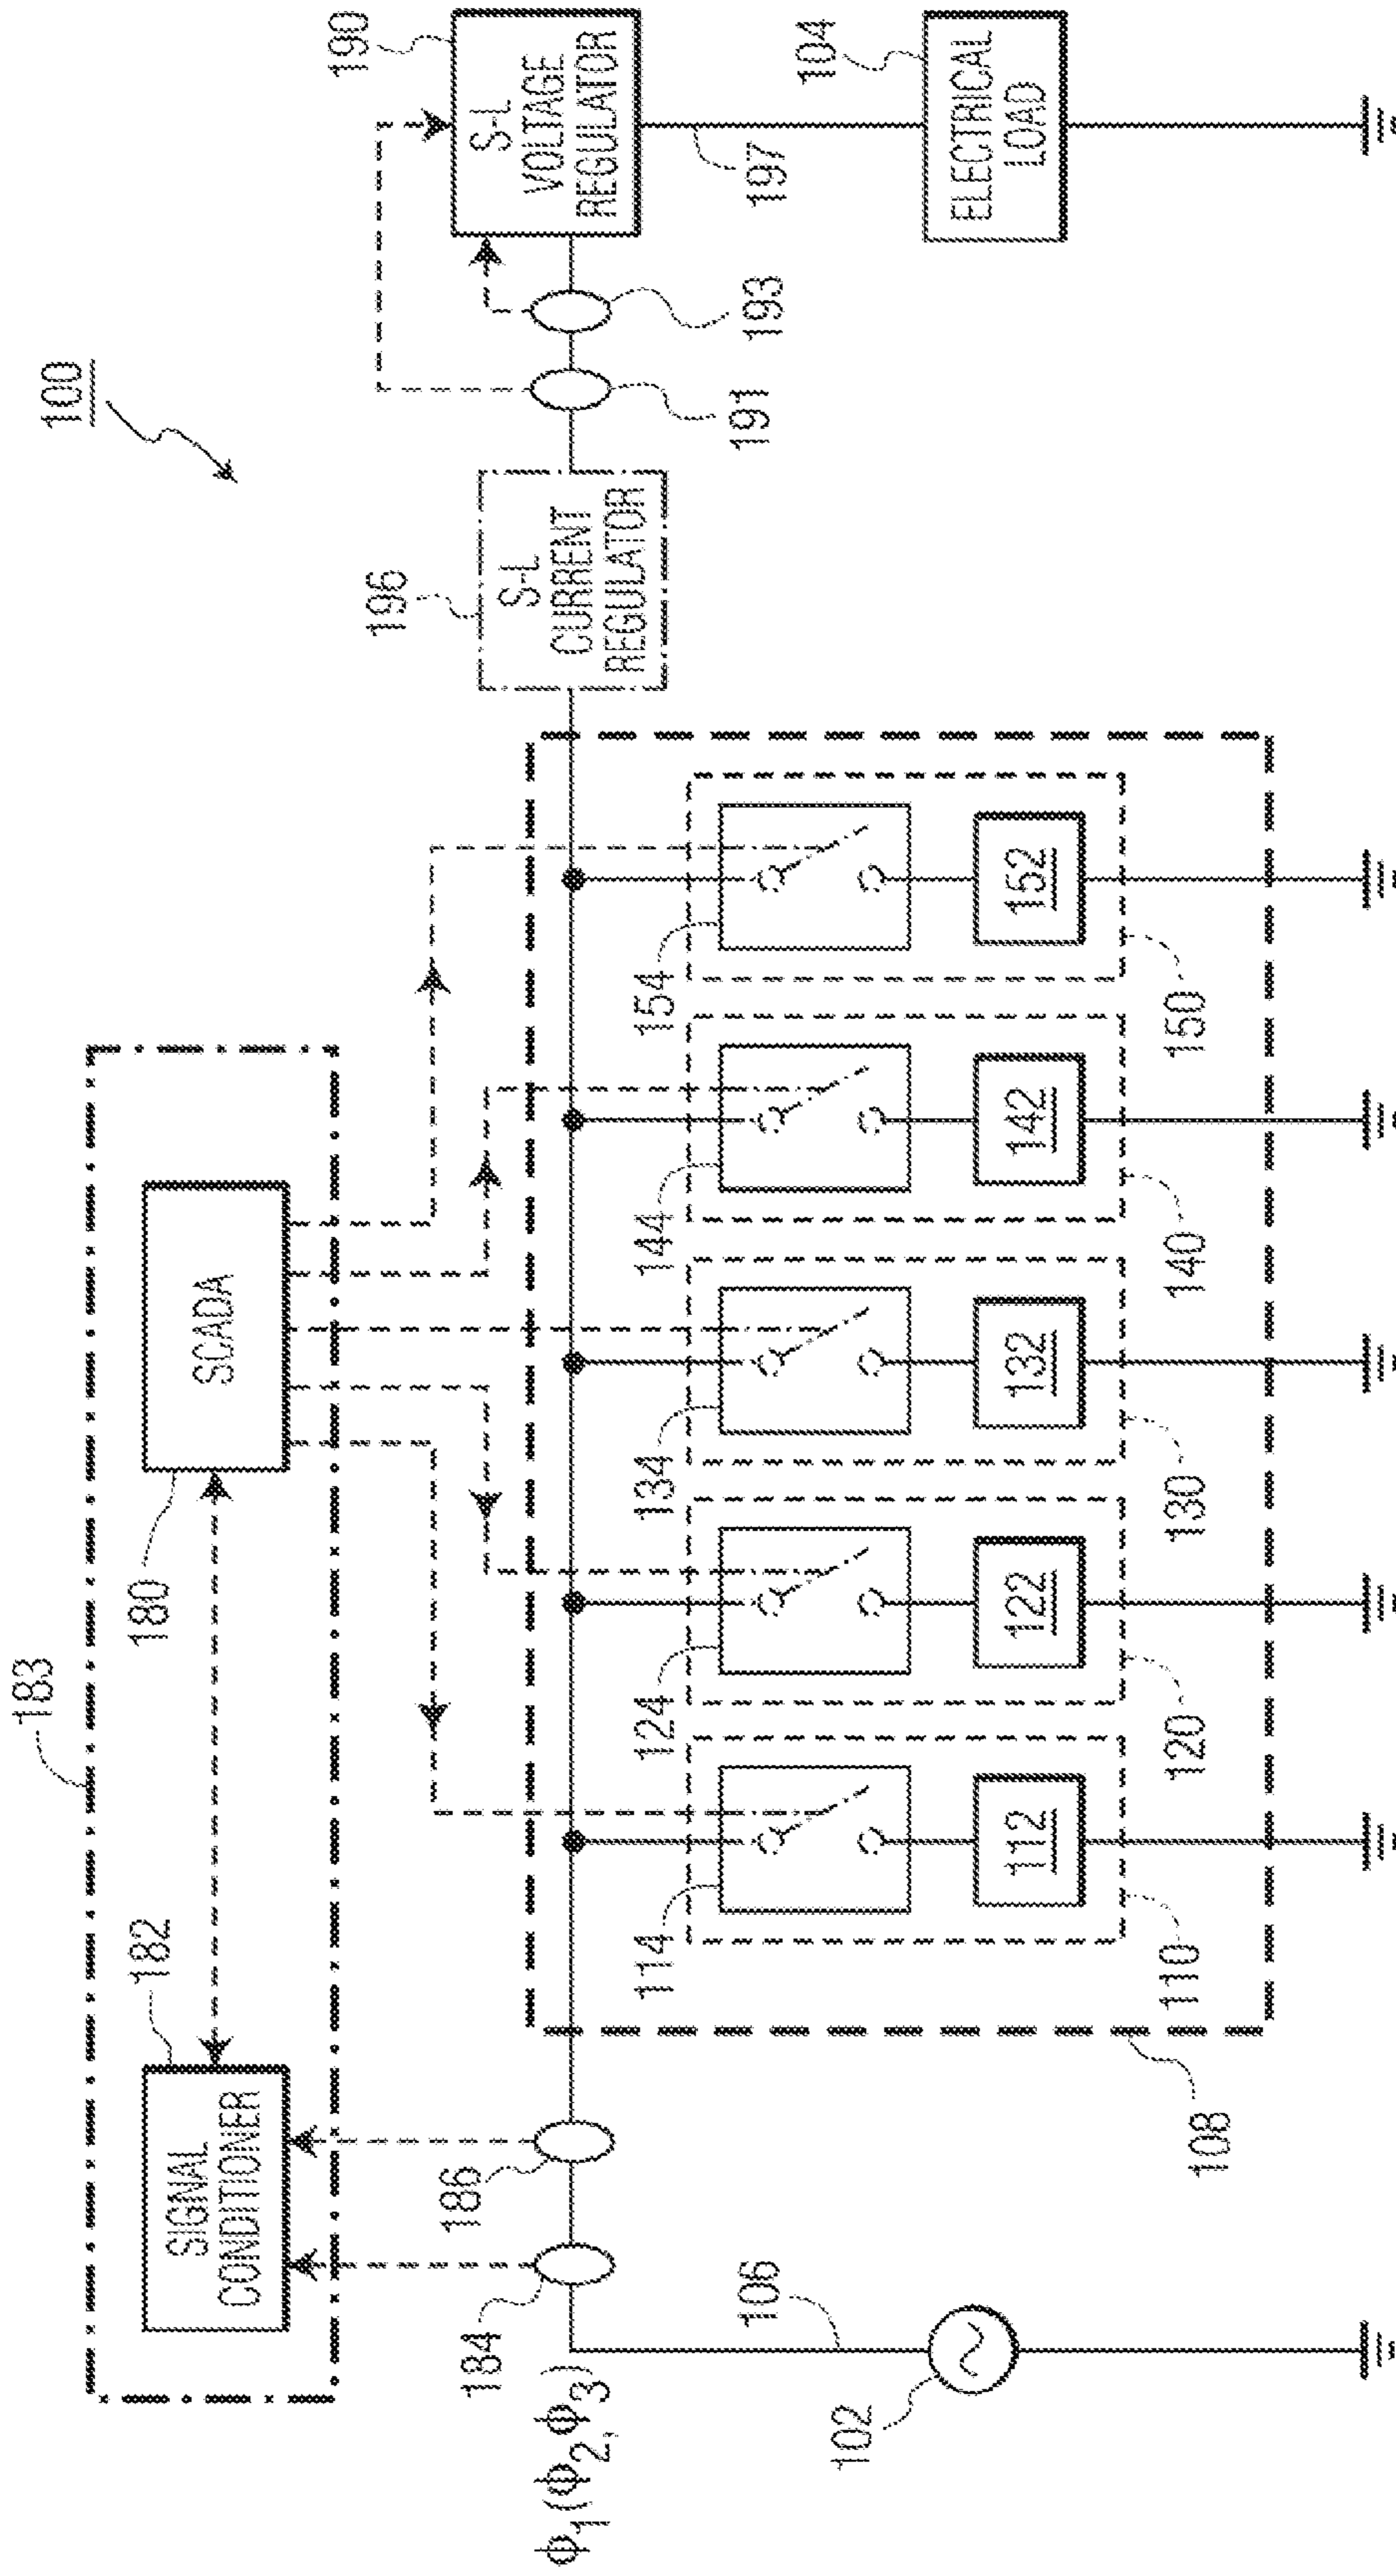 100
183
182
SIGNAL
CONDITIONER
180
SCADA
184
186
Φ1(Φ2,Φ3)
106
102
108
196
S-L
CURRENT
REGULATOR
190
S-L
VOLTAGE
REGULATOR
191
193
197
104
ELECTRICAL
LOAD
114
124
134
144
154
112
122
132
142
152
110
120
130
140
150